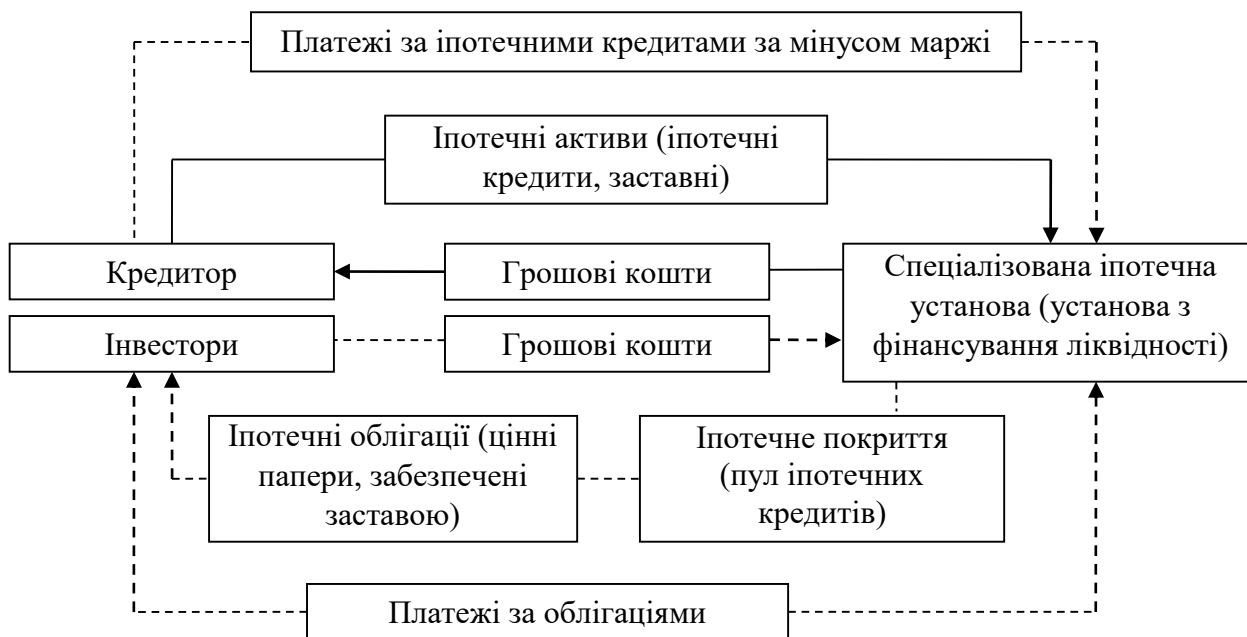 Платежі за іпотечними кредитами за мінусом маржі
Іпотечні активи (іпотечні
кредити, заставні)
Кредитор
Грошові кошти
Спеціалізована іпотечна
установа (установа з
фінансування ліквідності)
Інвестори
Грошові кошти
Іпотечні облігації (цінні
папери, забезпечені
заставою)
Іпотечне покриття
(пул іпотечних
кредитів)
Платежі за облігаціями